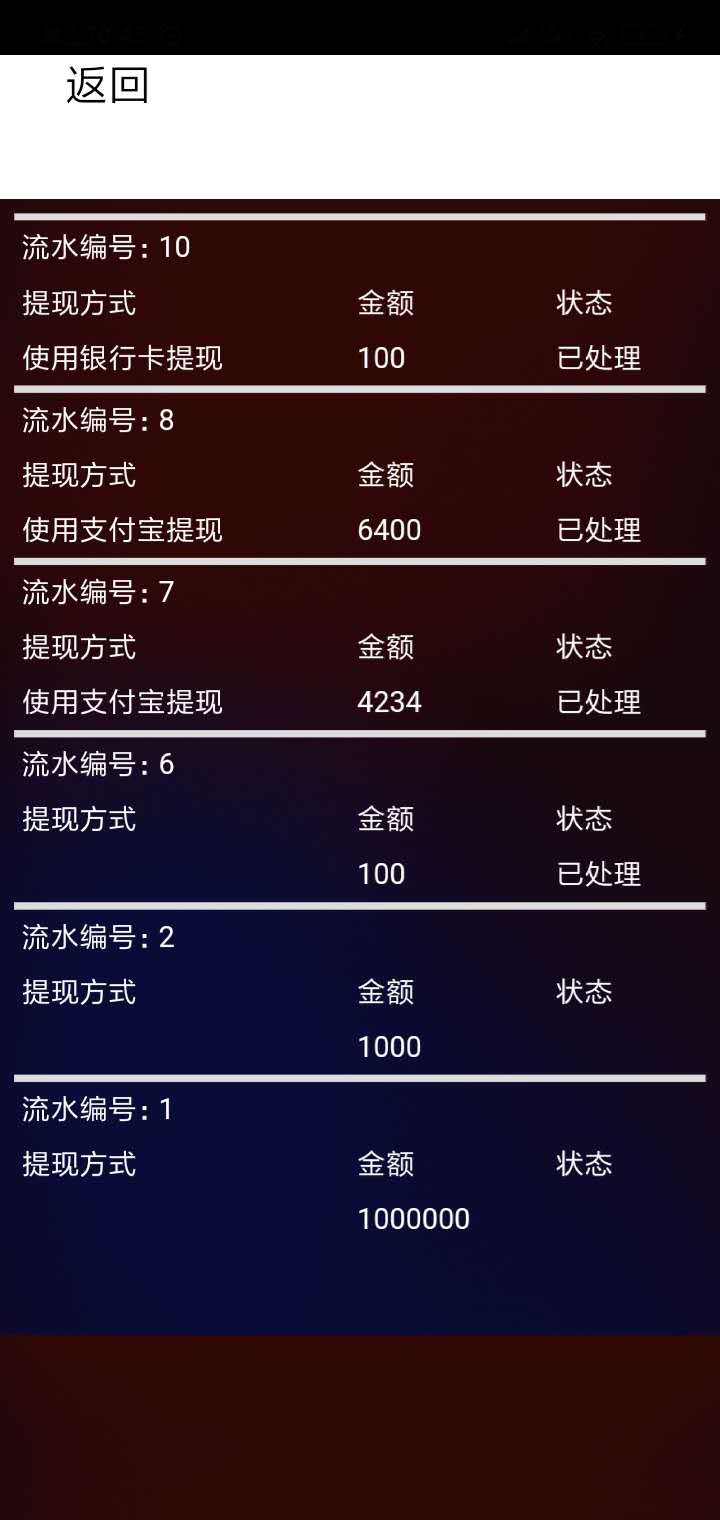 返回
流水编号：10
提现方式 金额 状态
使用银行卡提现 100 已处理
流水编号：8
提现方式 金额 状态
使用支付宝提现 6400 已处理
流水编号：7
提现方式 金额 状态
使用支付宝提现 4234 已处理
流水编号：6
提现方式 金额 状态
100 已处理
流水编号：2
提现方式 金额 状态
1000
流水编号：1
提现方式 金额 状态
1000000